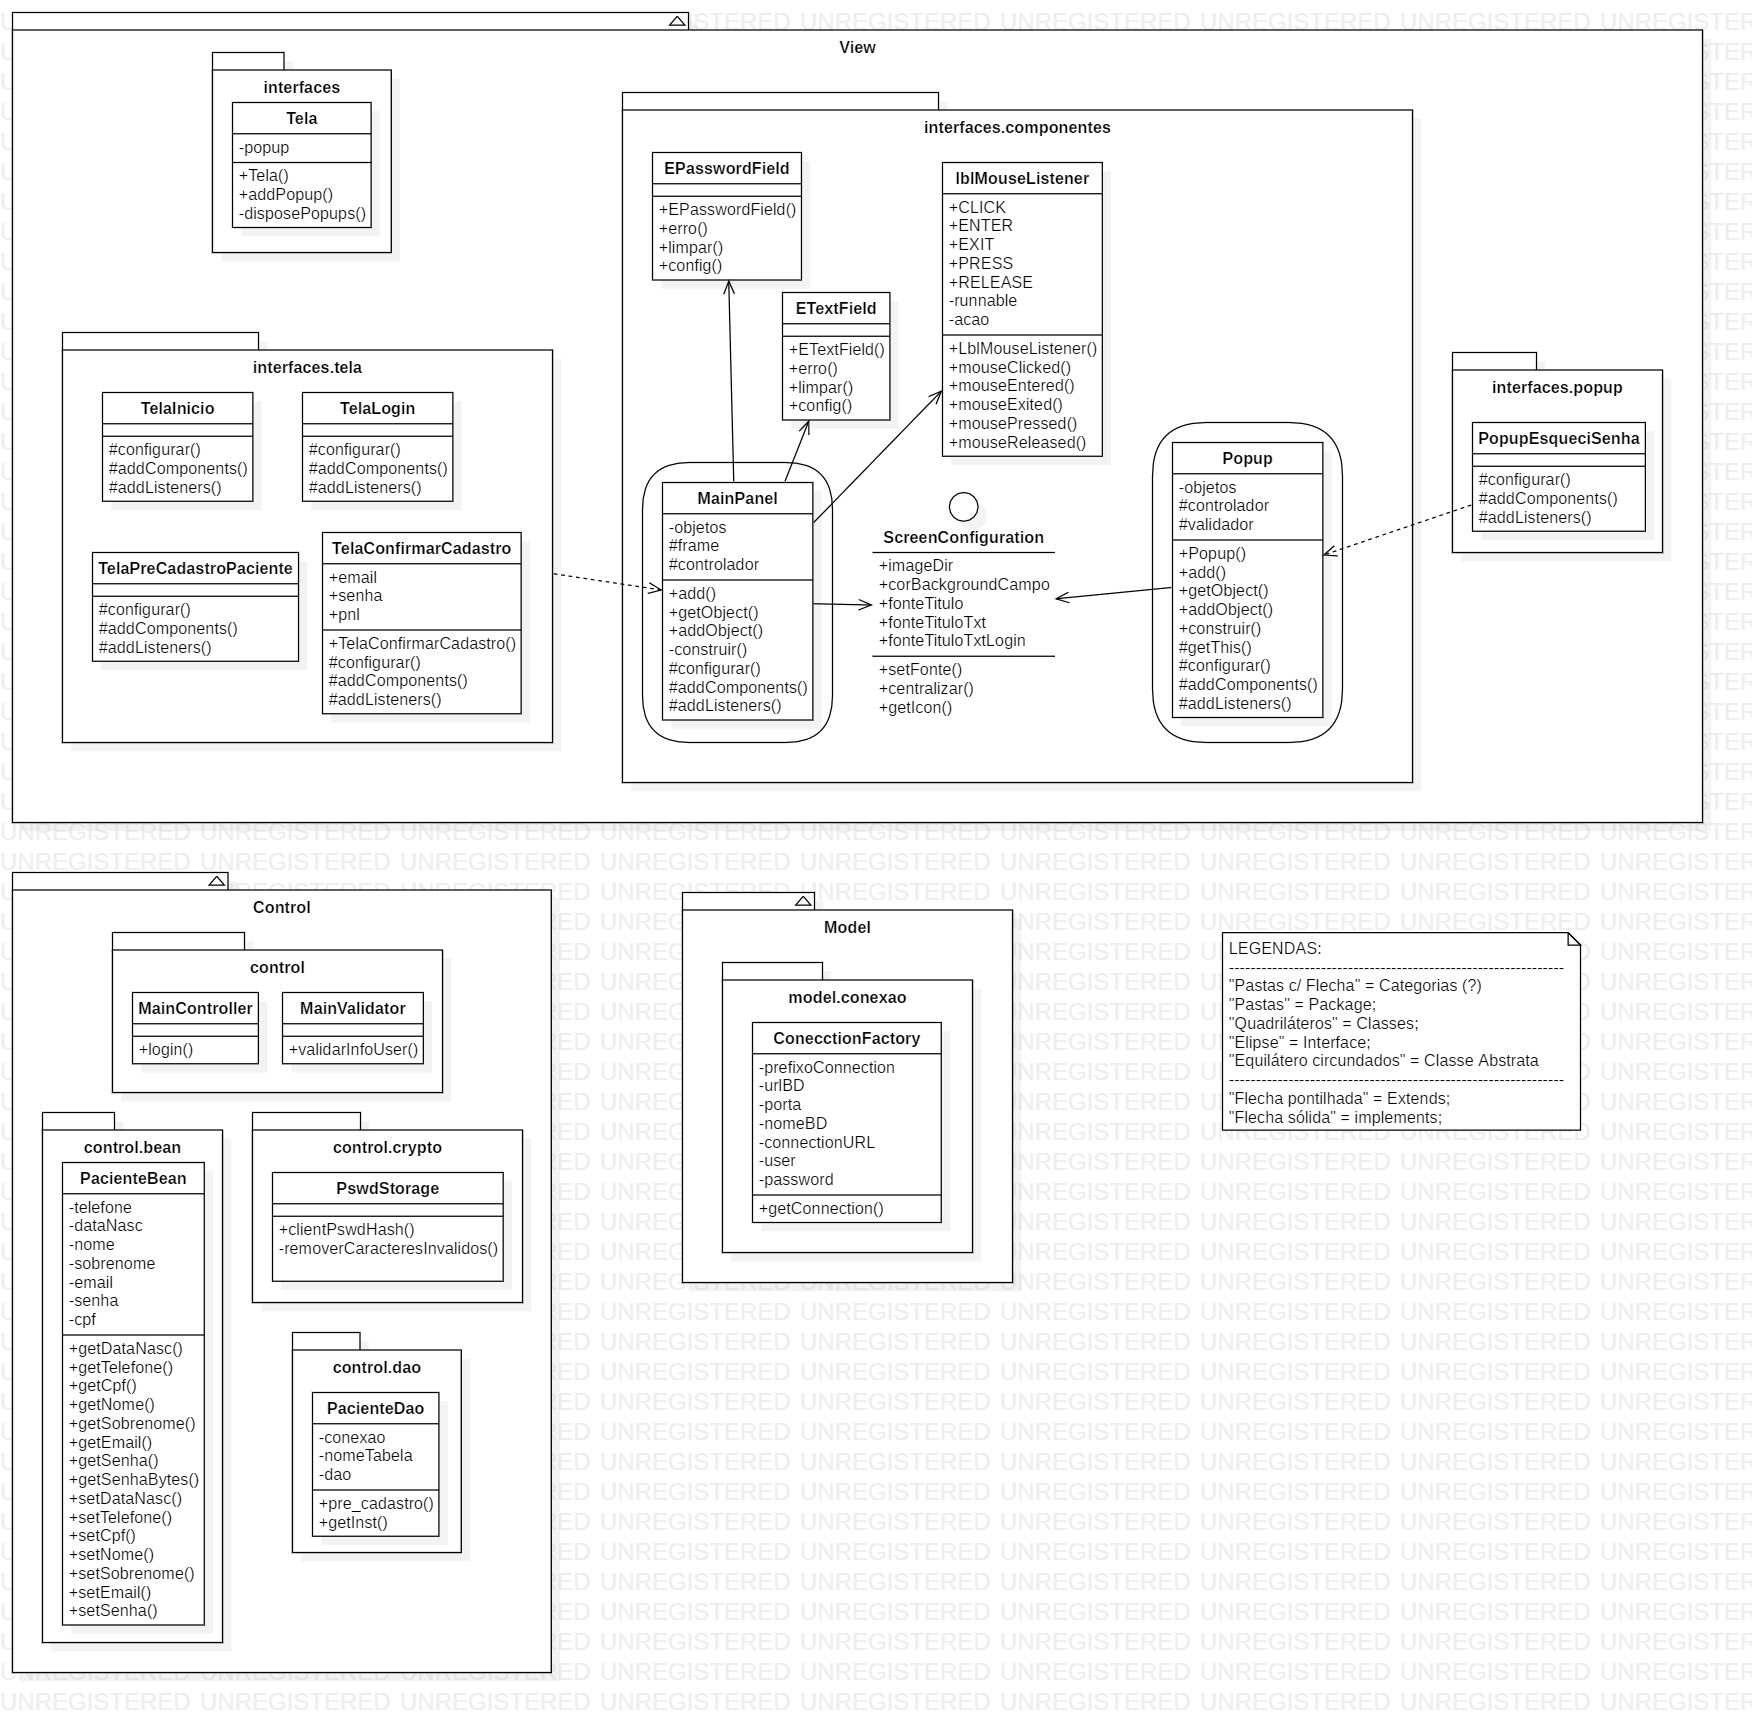 View
interfaces
Tela
-popup
+Tela()
+addPopup()
-disposePopups()
interfaces.tela
TelaInicio
#configurar()
#addComponents()
#addListeners()
TelaLogin
#configurar()
#addComponents()
#addListeners()
TelaPreCadastroPaciente
#configurar()
#addComponents()
#addListeners()
TelaConfirmarCadastro
+email
+senha
+pnl
+TelaConfirmarCadastro()
#configurar()
#addComponents()
#addListeners()
interfaces.componentes
EPasswordField
+EPasswordField()
+erro()
+limpar()
+config()
ETextField
+ETextField()
+erro()
+limpar()
+config()
lblMouseListener
+CLICK
+ENTER
+EXIT
+PRESS
+RELEASE
-runnable
-acao
+LblMouseListener()
+mouseClicked()
+mouseEntered()
+mouseExited()
+mousePressed()
+mouseReleased()
MainPanel
-objetos
#frame
#controlador
+add()
+getObject()
+addObject()
-construir()
#configurar()
#addComponents()
#addListeners()
ScreenConfiguration
+imageDir
+corBackgroundCampo
+fonteTitulo
+fonteTituloTxt
+fonteTituloTxtLogin
+setFonte()
+centralizar()
+getIcon()
Popup
-objetos
#controlador
#validador
+Popup()
+add()
+getObject()
+addObject()
+construir()
#getThis()
#configurar()
#addComponents()
#addListeners()
interfaces.popup
PopupEsqueciSenha
#configurar()
#addComponents()
#addListeners()
Control
control
MainController
+login()
MainValidator
+validarInfoUser()
control.bean
PacienteBean
-telefone
-dataNasc
-nome
-sobrenome
-email
-senha
-cpf
+getDataNasc()
+getTelefone()
+getCpf()
+getNome()
+getSobrenome()
+getEmail()
+getSenha()
+getSenhaBytes()
+setDataNasc()
+setTelefone()
+setCpf()
+setNome()
+setSobrenome()
+setEmail()
+setSenha()
control.crypto
PswdStorage
+clientPswdHash()
-removerCaracteresInvalidos()
control.dao
PacienteDao
-conexao
-nomeTabela
-dao
+pre_cadastro()
+getInst()
Model
model.conexao
ConecctionFactory
-prefixoConnection
-urlBD
-porta
-nomeBD
-connectionURL
-user
-password
+getConnection()
LEGENDAS:
"Pastas c/ Flecha" = Categorias (?)
"Pastas" = Package;
"Quadriláteros" = Classes;
"Elipse" = Interface;
"Equilátero circundados" = Classe Abstrata
"Flecha pontilhada" = Extends;
"Flecha sólida" = implements;
UNREGISTERED